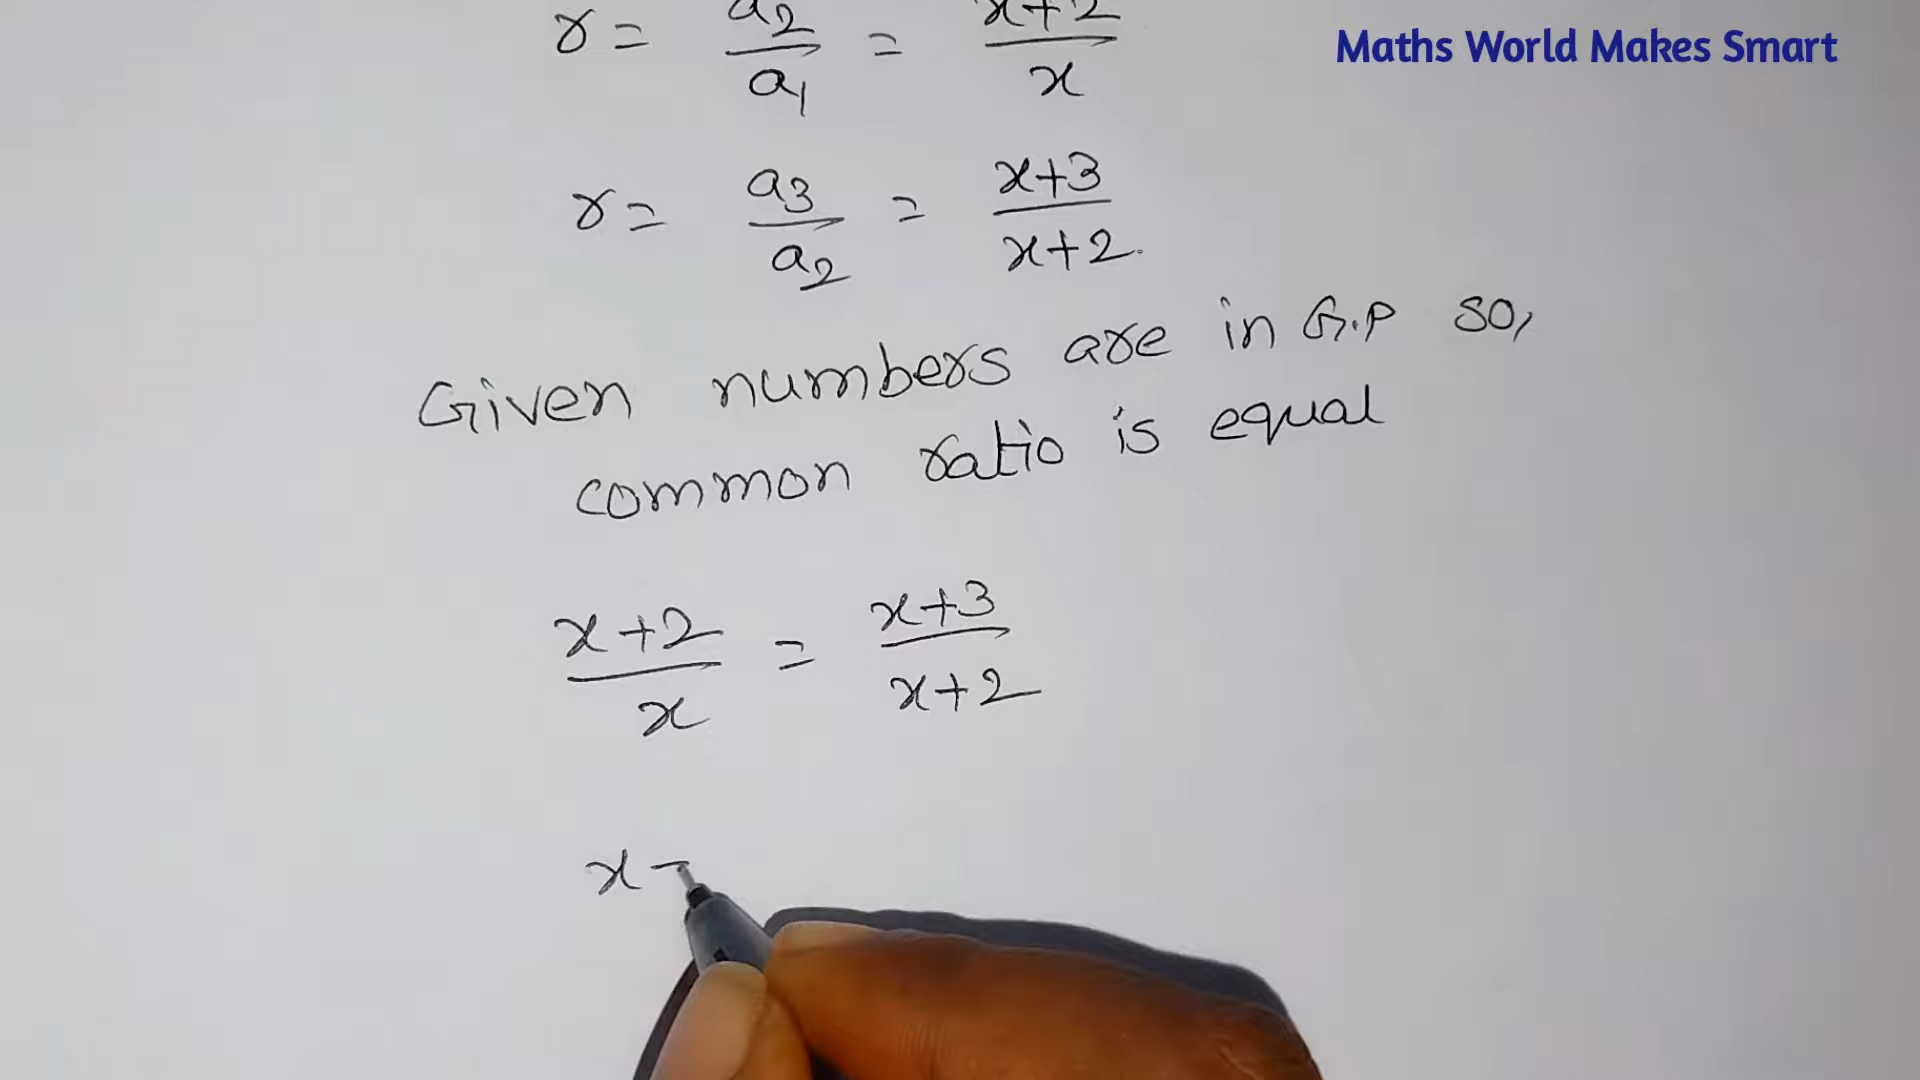 r = a2/a1 = x+2/x
Maths World Makes Smart
r = a3/a2 = x+3/x+2
Given numbers are in G.P so,
common ratio is equal
x+2/x = x+3/x+2
x